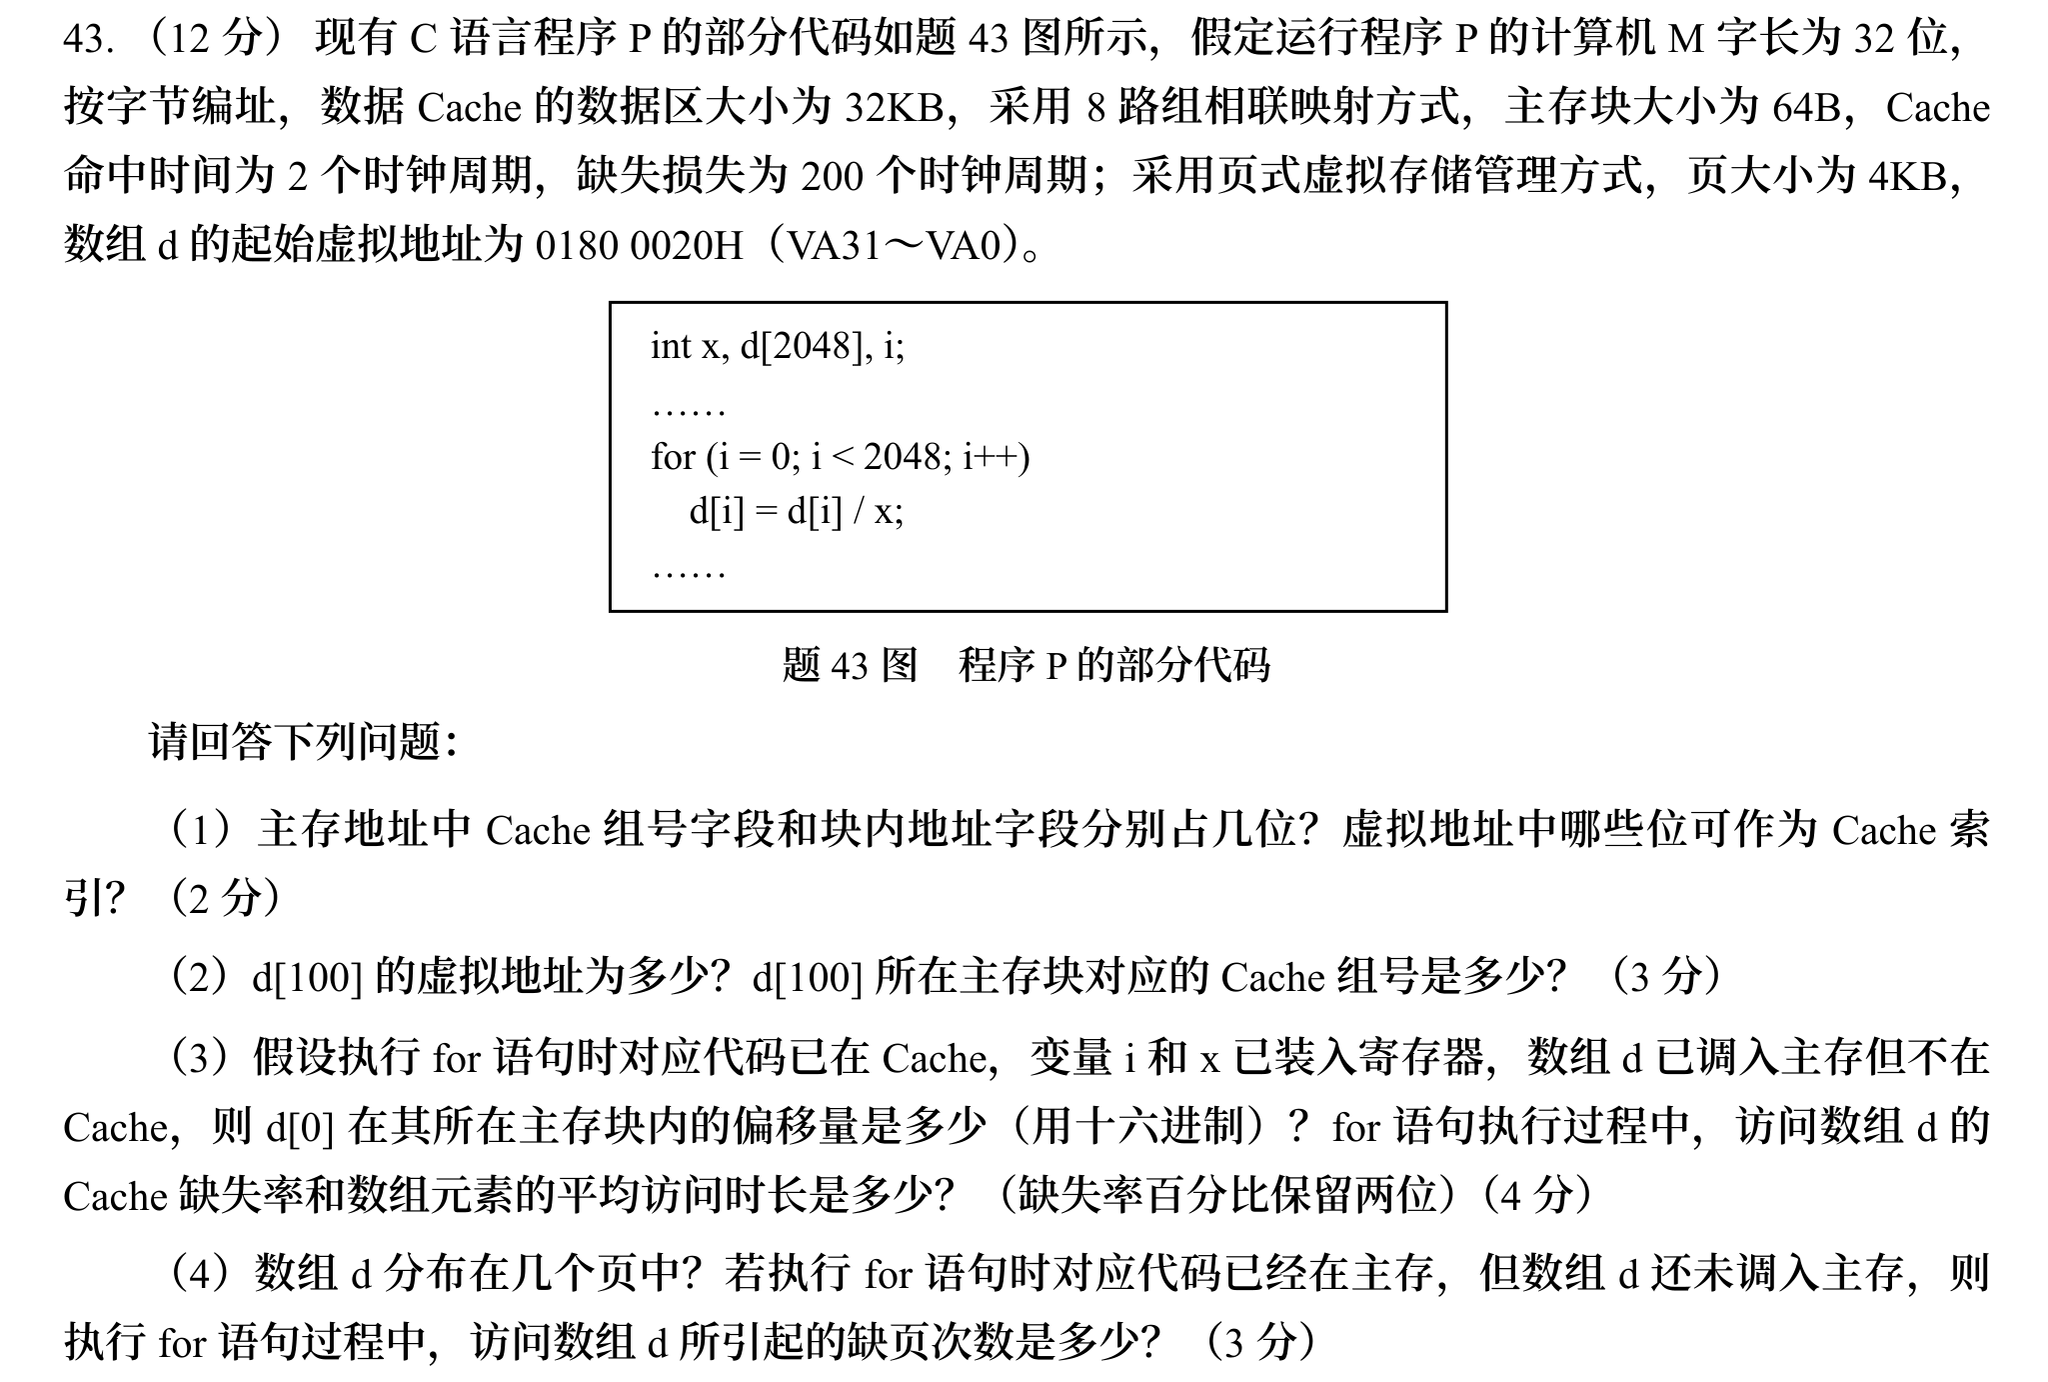 43. （12 分） 现有 C 语言程序 P 的部分代码如题 43 图所示，假定运行程序 P 的计算机 M 字长为 32 位，
按字节编址，数据 Cache 的数据区大小为 32KB，采用 8 路组相联映射方式，主存块大小为 64B，Cache
命中时间为 2 个时钟周期，缺失损失为 200 个时钟周期；采用页式虚拟存储管理方式，页大小为 4KB，
数组 d 的起始虚拟地址为 0180 0020H（VA31～VA0）。
int x, d[2048], i;
……
for (i = 0; i < 2048; i++)
d[i] = d[i] / x;
……
题 43 图　程序 P 的部分代码
请回答下列问题：
（1）主存地址中 Cache 组号字段和块内地址字段分别占几位？虚拟地址中哪些位可作为 Cache 索
引？（2 分）
（2）d[100] 的虚拟地址为多少？d[100] 所在主存块对应的 Cache 组号是多少？（3 分）
（3）假设执行 for 语句时对应代码已在 Cache，变量 i 和 x 已装入寄存器，数组 d 已调入主存但不在
Cache，则 d[0] 在其所在主存块内的偏移量是多少（用十六进制）？for 语句执行过程中，访问数组 d 的
Cache 缺失率和数组元素的平均访问时长是多少？（缺失率百分比保留两位）（4 分）
（4）数组 d 分布在几个页中？若执行 for 语句时对应代码已经在主存，但数组 d 还未调入主存，则
执行 for 语句过程中，访问数组 d 所引起的缺页次数是多少？（3 分）